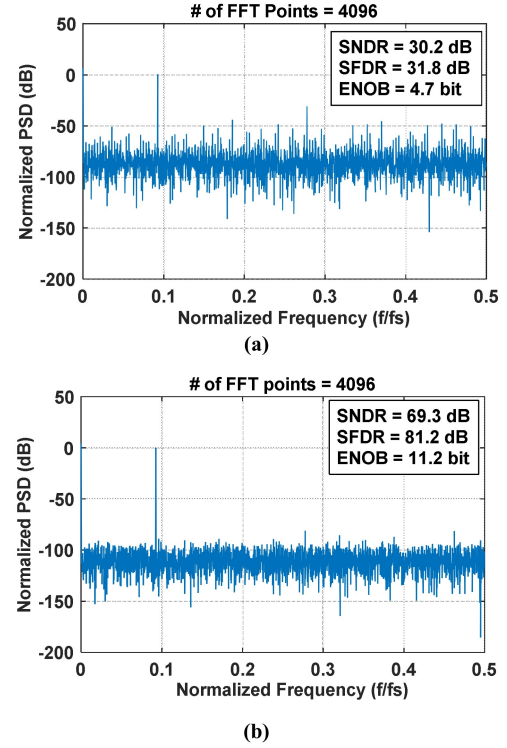 # of FFT Points = 4096
SNDR = 30.2 dB
SFDR = 31.8 dB
ENOB = 4.7 bit
Normalized PSD (dB)
50
0
-50
-100
-150
-200
0 0.1 0.2 0.3 0.4 0.5
Normalized Frequency (f/fs)
(a)
# of FFT points = 4096
SNDR = 69.3 dB
SFDR = 81.2 dB
ENOB = 11.2 bit
Normalized PSD (dB)
50
0
-50
-100
-150
-200
0 0.1 0.2 0.3 0.4 0.5
Normalized Frequency (f/fs)
(b)